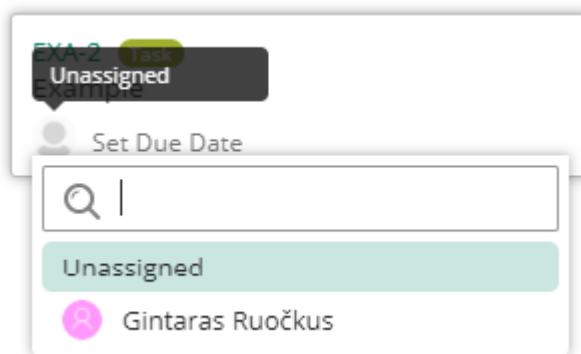 EXA-2 Task
Unassigned
Example
Set Due Date
Unassigned
Gintaras Ruočkus